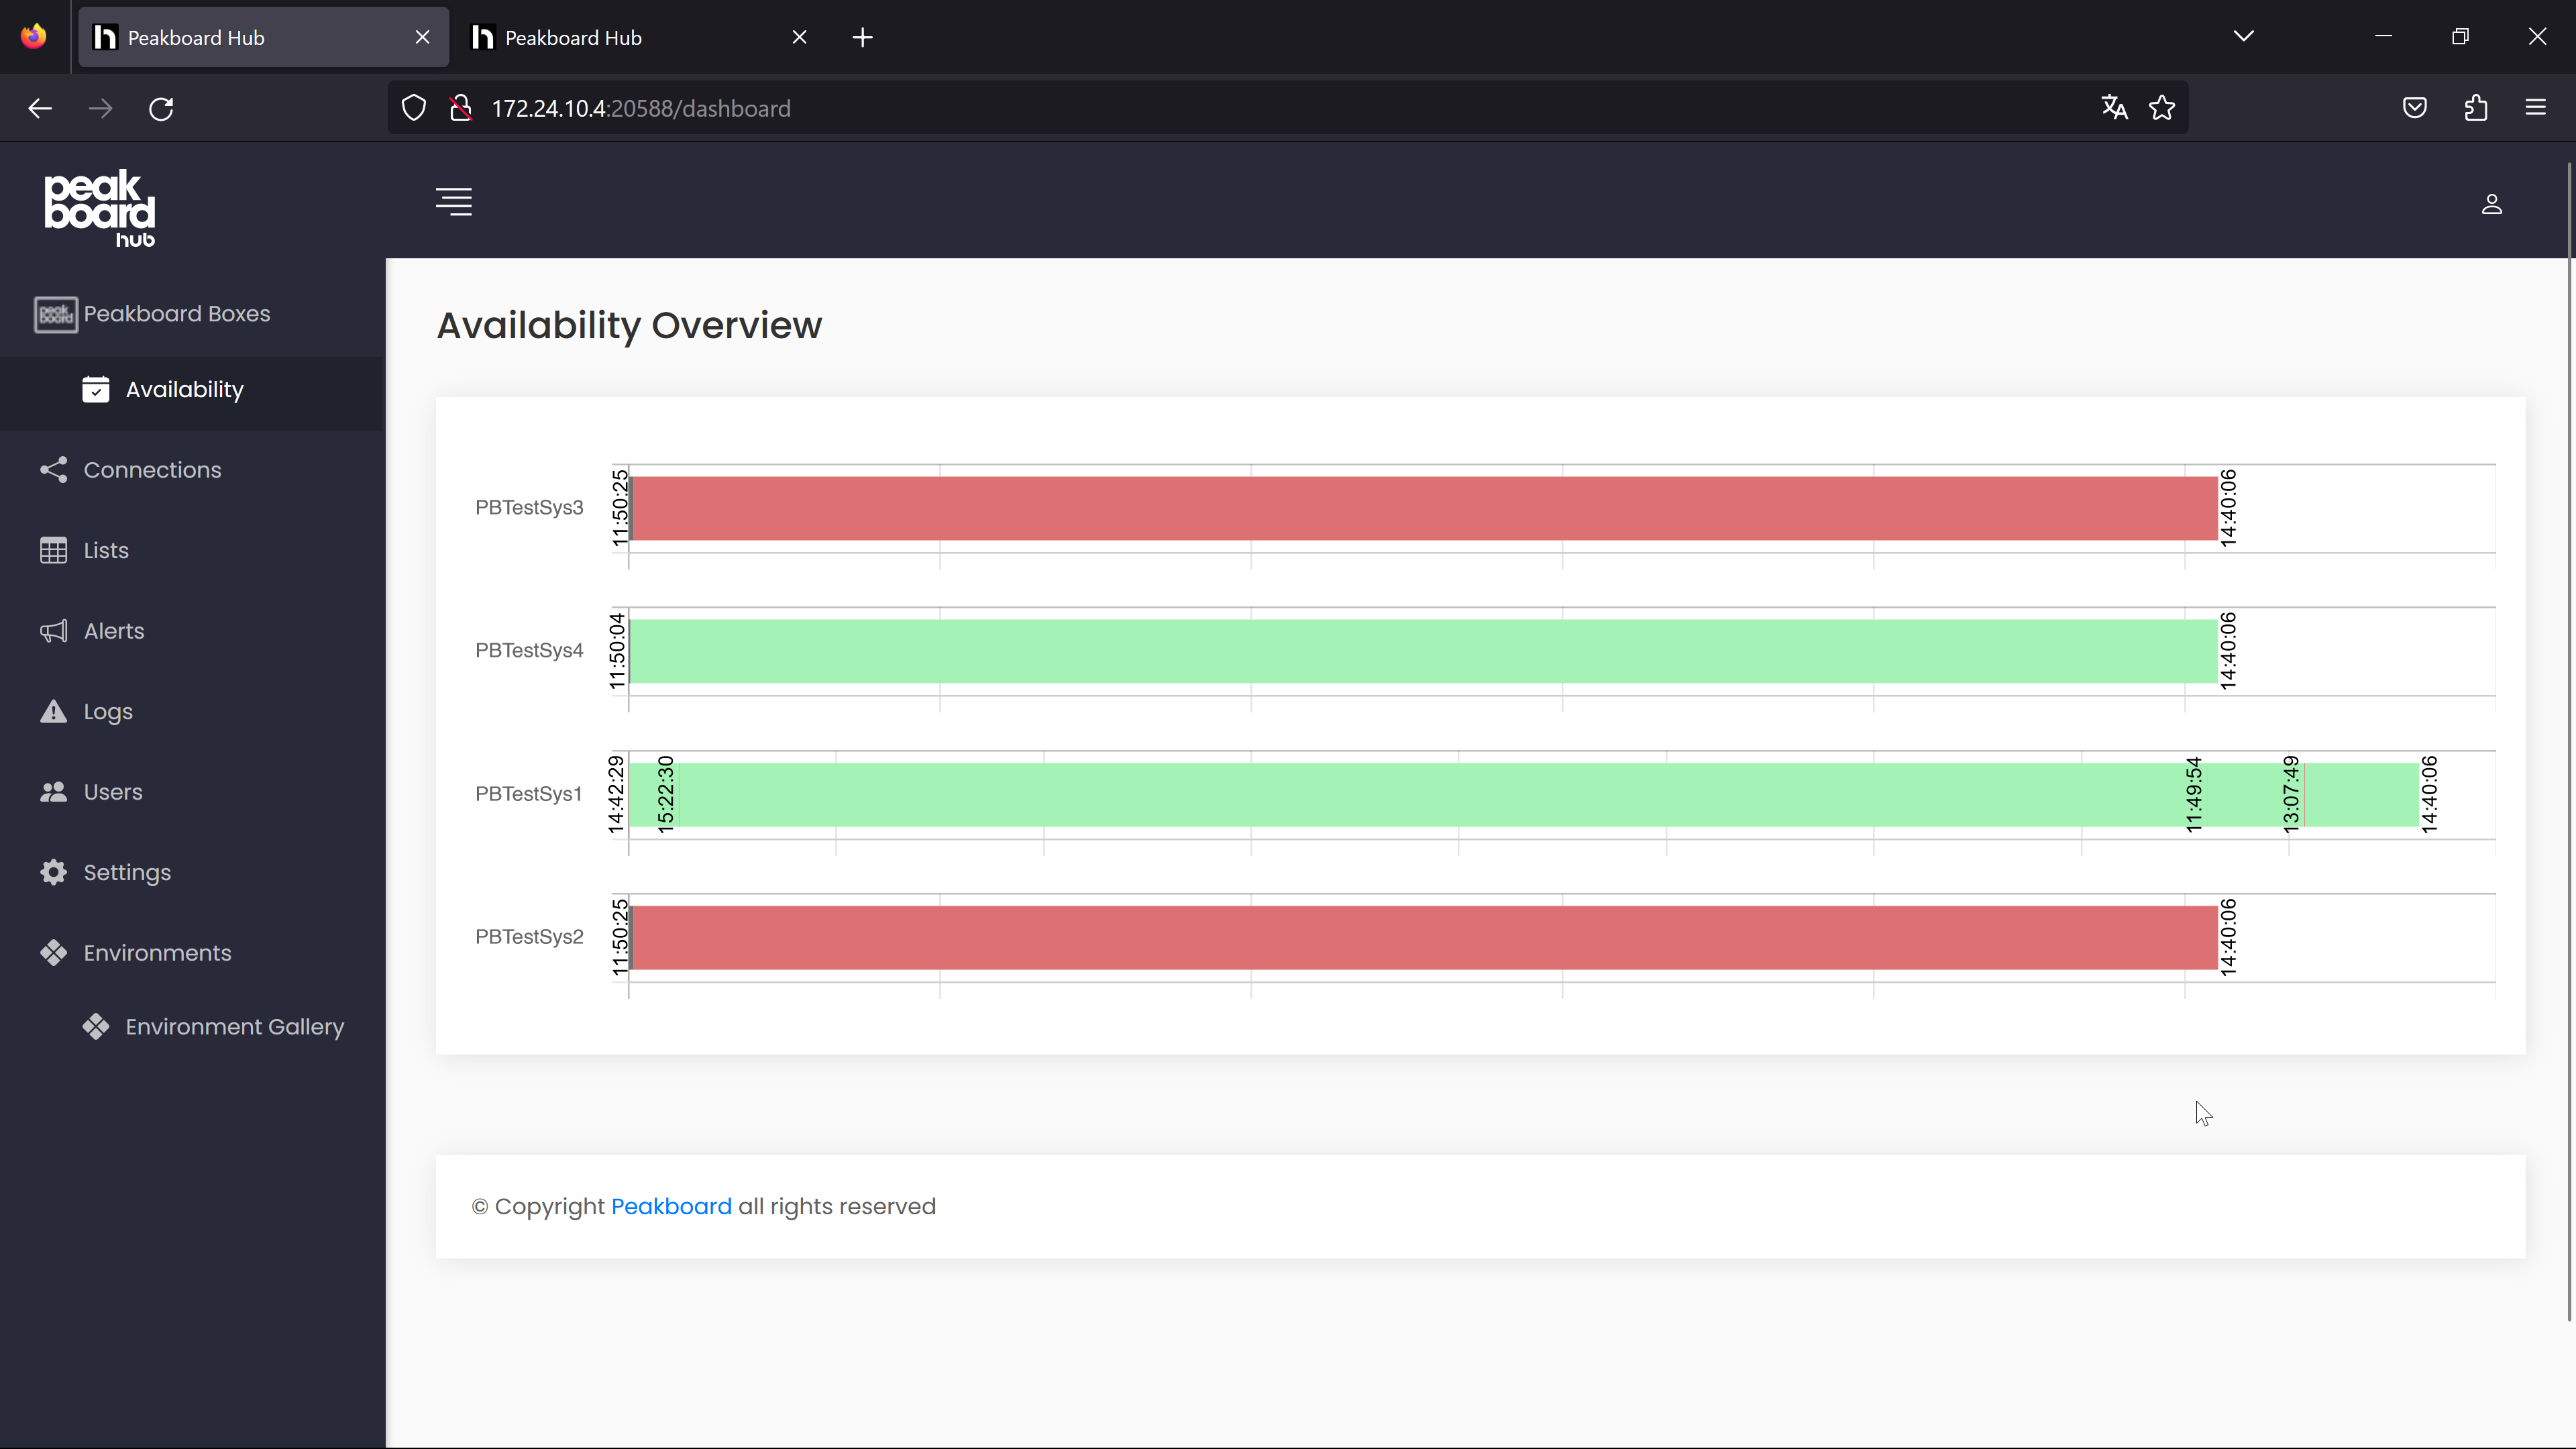 Peakboard Hub
Peakboard Hub
172.24.10.4:20588/dashboard
peak
board
hub
Peakboard Boxes
Availability
Connections
Lists
Alerts
Logs
Users
Settings
Environments
Environment Gallery
Availability Overview
PBTestSys3
11:50:25
14:40:06
PBTestSys4
11:50:04
14:40:06
PBTestSys1
14:42:29
15:22:30
11:49:54
13:07:49
14:40:06
PBTestSys2
11:50:25
14:40:06
© Copyright Peakboard all rights reserved